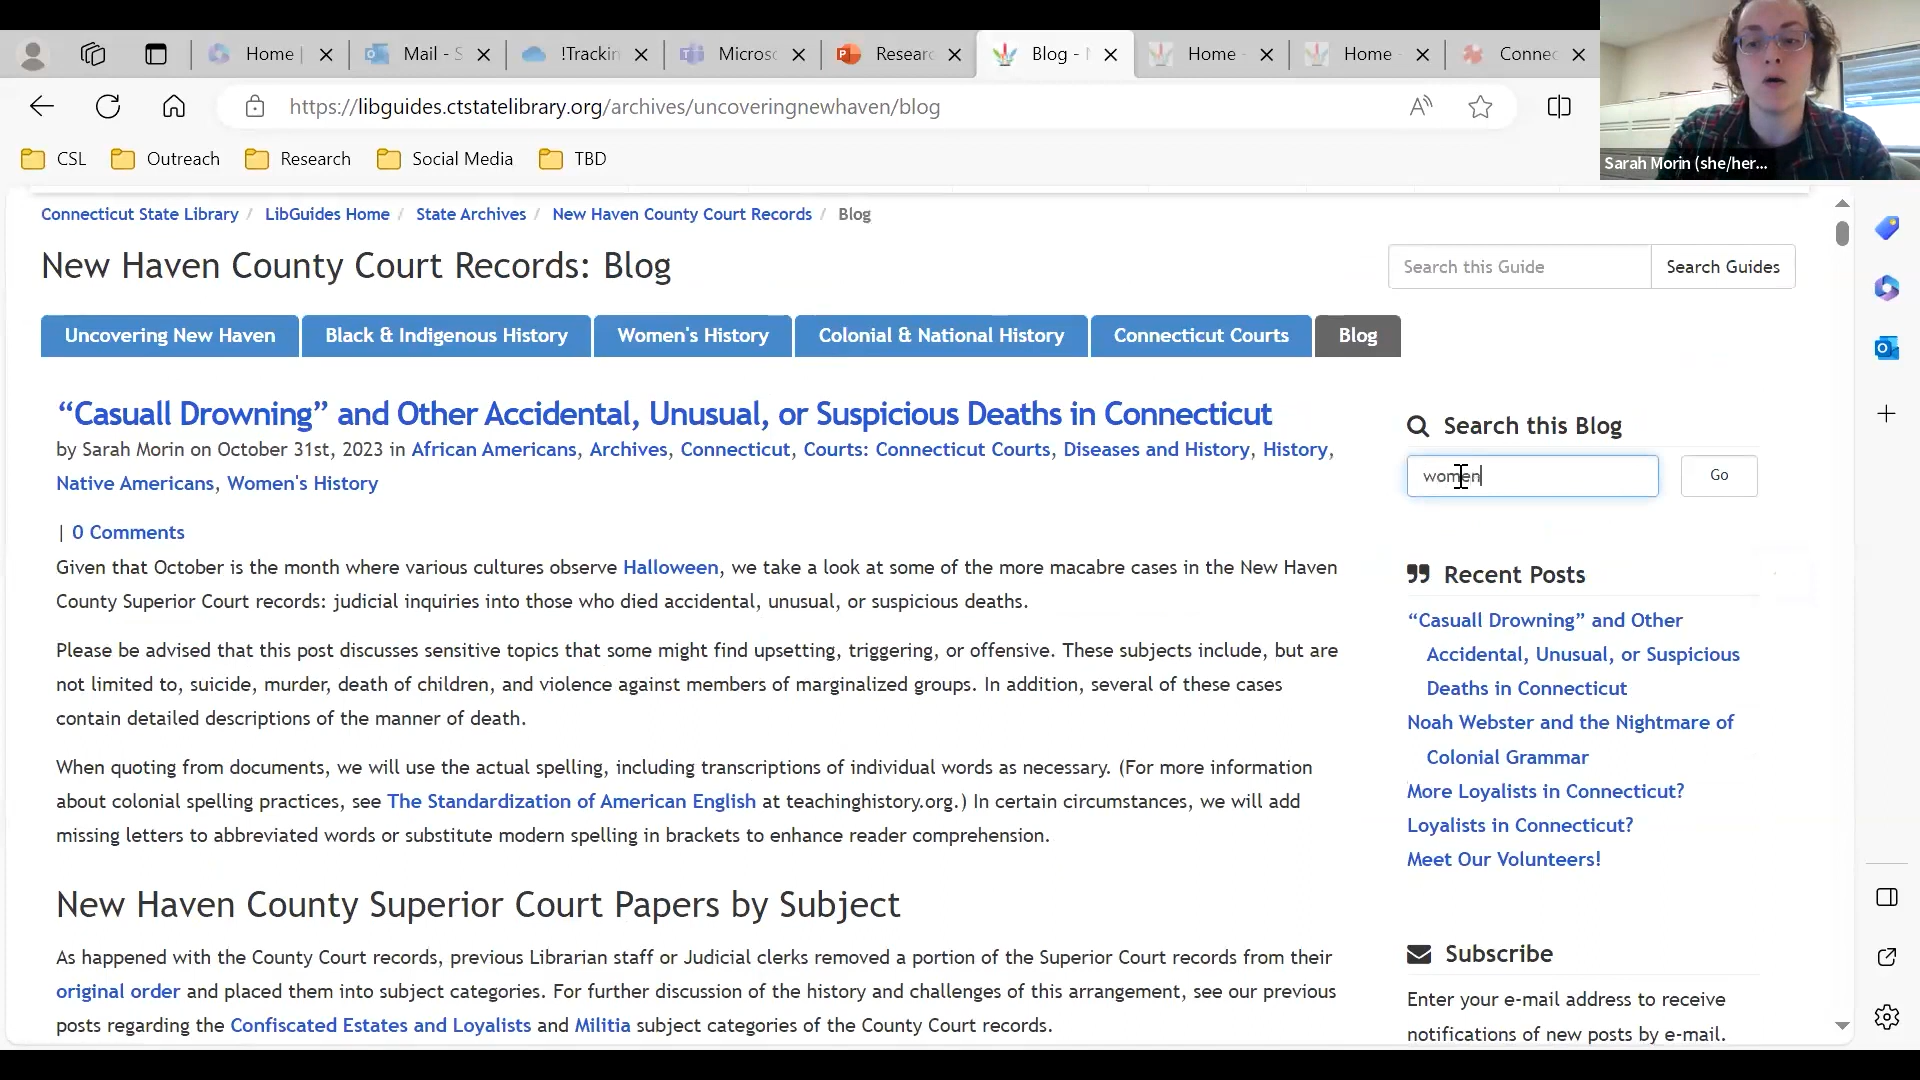 Home
Mail - S
!Trackin
Microsc
Researc
Blog - N
Home -
Home -
Connec
https://libguides.ctstatelibrary.org/archives/uncoveringnewhaven/blog
CSL
Outreach
Research
Social Media
TBD
Sarah Morin (she/her...
Connecticut State Library / LibGuides Home / State Archives / New Haven County Court Records / Blog
New Haven County Court Records: Blog
Search this Guide
Search Guides
Uncovering New Haven
Black & Indigenous History
Women's History
Colonial & National History
Connecticut Courts
Blog
“Casuall Drowning” and Other Accidental, Unusual, or Suspicious Deaths in Connecticut
by Sarah Morin on October 31st, 2023 in African Americans, Archives, Connecticut, Courts: Connecticut Courts, Diseases and History, History,
Native Americans, Women's History
| 0 Comments
Given that October is the month where various cultures observe Halloween, we take a look at some of the more macabre cases in the New Haven
County Superior Court records: judicial inquiries into those who died accidental, unusual, or suspicious deaths.
Please be advised that this post discusses sensitive topics that some might find upsetting, triggering, or offensive. These subjects include, but are
not limited to, suicide, murder, death of children, and violence against members of marginalized groups. In addition, several of these cases
contain detailed descriptions of the manner of death.
When quoting from documents, we will use the actual spelling, including transcriptions of individual words as necessary. (For more information
about colonial spelling practices, see The Standardization of American English at teachinghistory.org.) In certain circumstances, we will add
missing letters to abbreviated words or substitute modern spelling in brackets to enhance reader comprehension.
New Haven County Superior Court Papers by Subject
As happened with the County Court records, previous Librarian staff or Judicial clerks removed a portion of the Superior Court records from their
original order and placed them into subject categories. For further discussion of the history and challenges of this arrangement, see our previous
posts regarding the Confiscated Estates and Loyalists and Militia subject categories of the County Court records.
Search this Blog
women
Go
Recent Posts
“Casuall Drowning” and Other
Accidental, Unusual, or Suspicious
Deaths in Connecticut
Noah Webster and the Nightmare of
Colonial Grammar
More Loyalists in Connecticut?
Loyalists in Connecticut?
Meet Our Volunteers!
Subscribe
Enter your e-mail address to receive
notifications of new posts by e-mail.